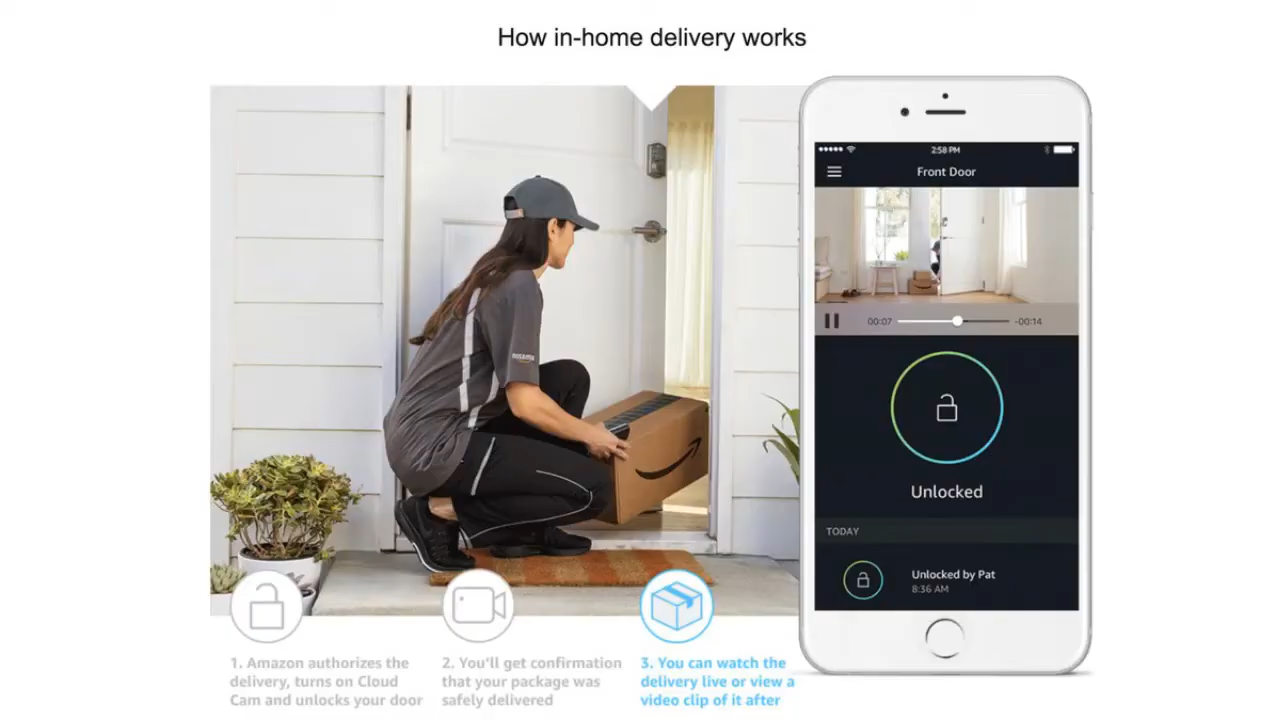 How in-home delivery works
2:58 PM
Front Door
00:07
-00:14
Unlocked
TODAY
Unlocked by Pat
8:36 AM
1. Amazon authorizes the
delivery, turns on Cloud
Cam and unlocks your door
2. You'll get confirmation
that your package was
safely delivered
3. You can watch the
delivery live or view a
video clip of it after